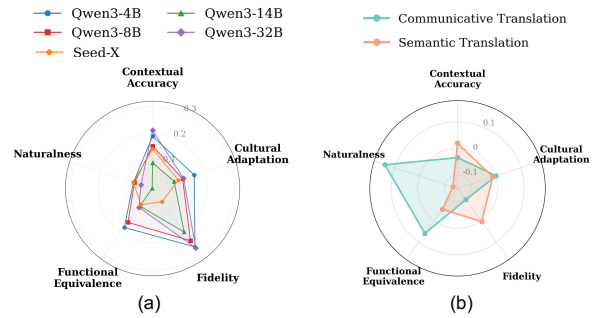 Qwen3-4B
Qwen3-14B
Qwen3-8B
Qwen3-32B
Seed-X
Communicative Translation
Semantic Translation
Contextual
Accuracy
0.3
0.2
0.1
Naturalness
Cultural
Adaptation
Functional
Equivalence
Fidelity
(a)
Contextual
Accuracy
0.1
0
-0.1
Naturalness
Cultural
Adaptation
Functional
Equivalence
Fidelity
(b)